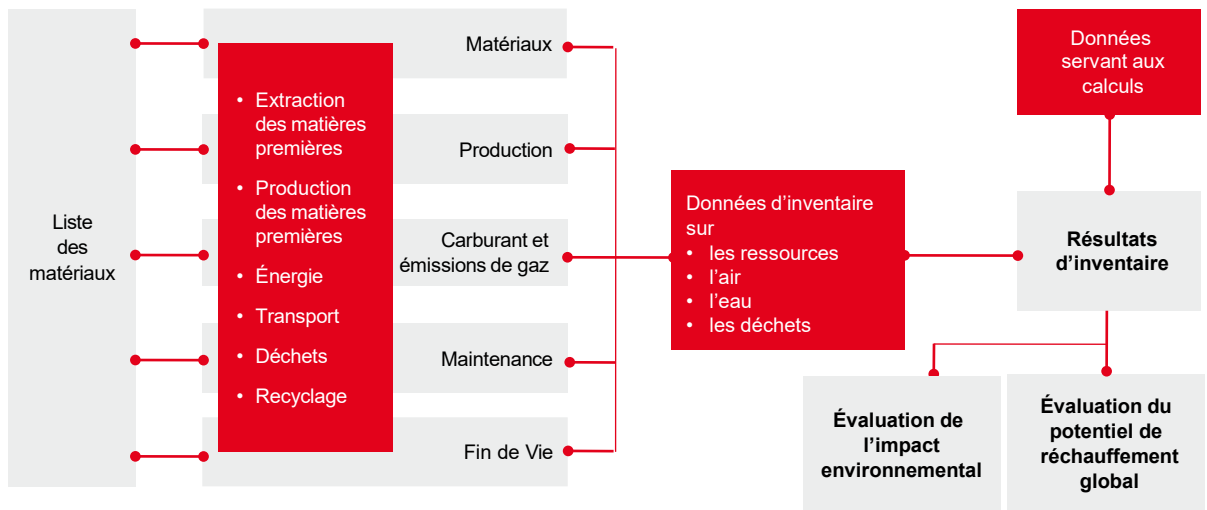 Liste
des
matériaux
• Extraction
des matières
premières
• Production
des matières
premières
• Énergie
• Transport
• Déchets
• Recyclage
Matériaux
Production
Carburant et
émissions de gaz
Maintenance
Fin de Vie
Données d’inventaire
sur
• les ressources
• l’air
• l’eau
• les déchets
Données
servant aux
calculs
Résultats
d’inventaire
Évaluation de
l’impact
environnemental
Évaluation du
potentiel de
réchauffement
global